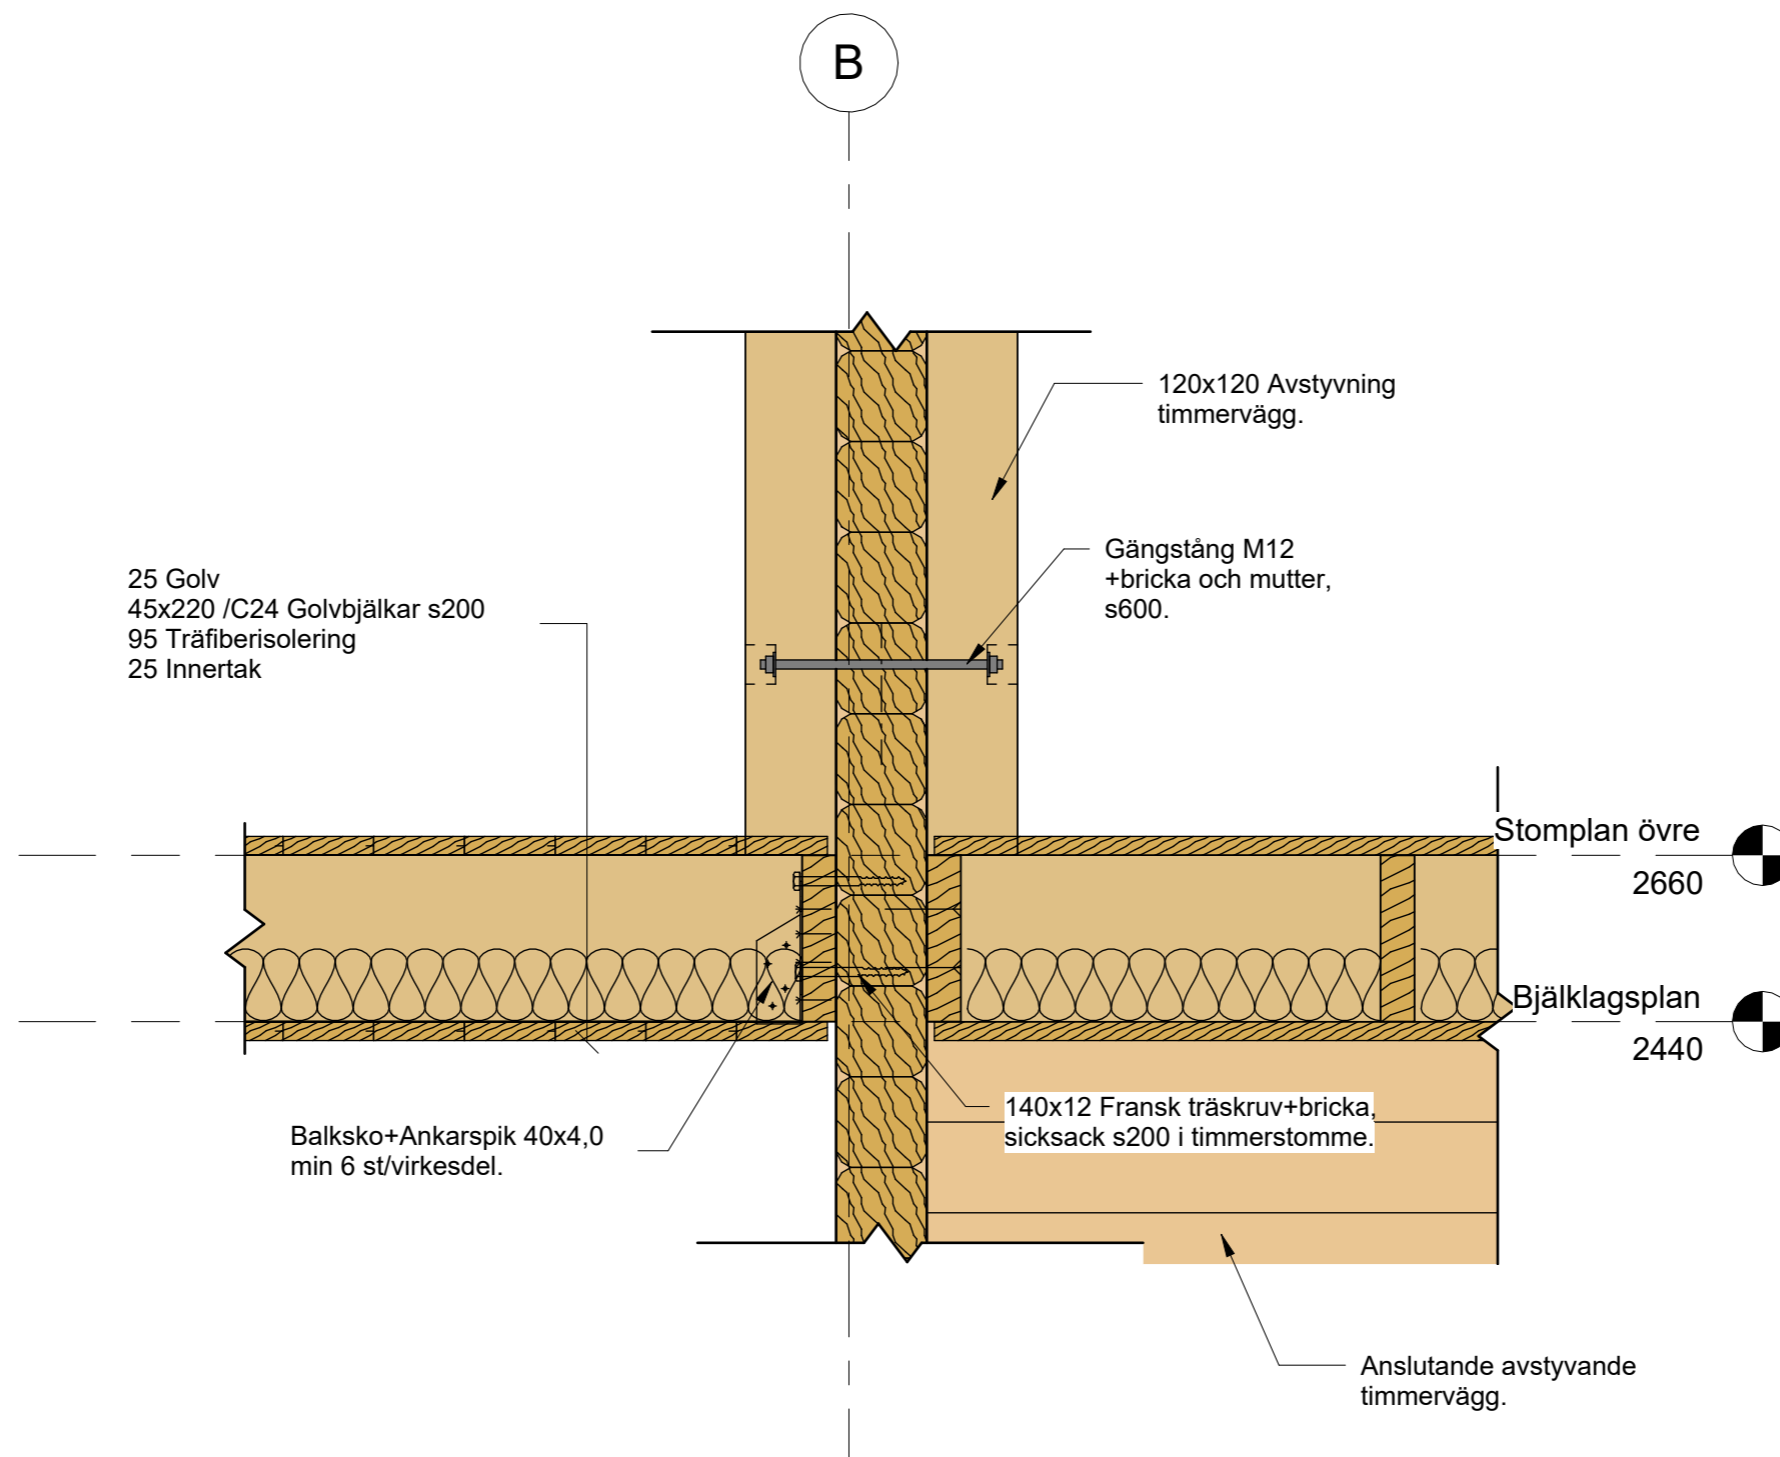 B
120x120 Avstyvning
timmervägg.
Gängstång M12
+bricka och mutter,
s600.
25 Golv
45x220 /C24 Golvbjälkar s200
95 Träfiberisolering
25 Innertak
Stomplan övre
2660
Bjälklagsplan
2440
140x12 Fransk träskruv+bricka,
sicksack s200 i timmerstomme.
Balksko+Ankarspik 40x4,0
min 6 st/virkesdel.
Anslutande avstyvande
timmervägg.